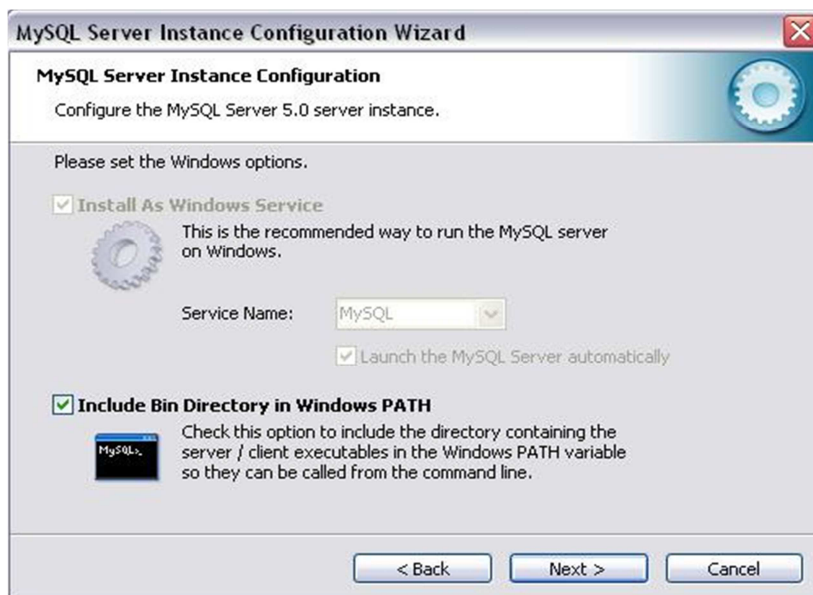 MySQL Server Instance Configuration Wizard
MySQL Server Instance Configuration
Configure the MySQL Server 5.0 server instance.
Please set the Windows options.
Install As Windows Service
This is the recommended way to run the MySQL server
on Windows.
Service Name:
MySQL
Launch the MySQL Server automatically
Include Bin Directory in Windows PATH
MySQL>_
Check this option to include the directory containing the
server / client executables in the Windows PATH variable
so they can be called from the command line.
< Back
Next >
Cancel